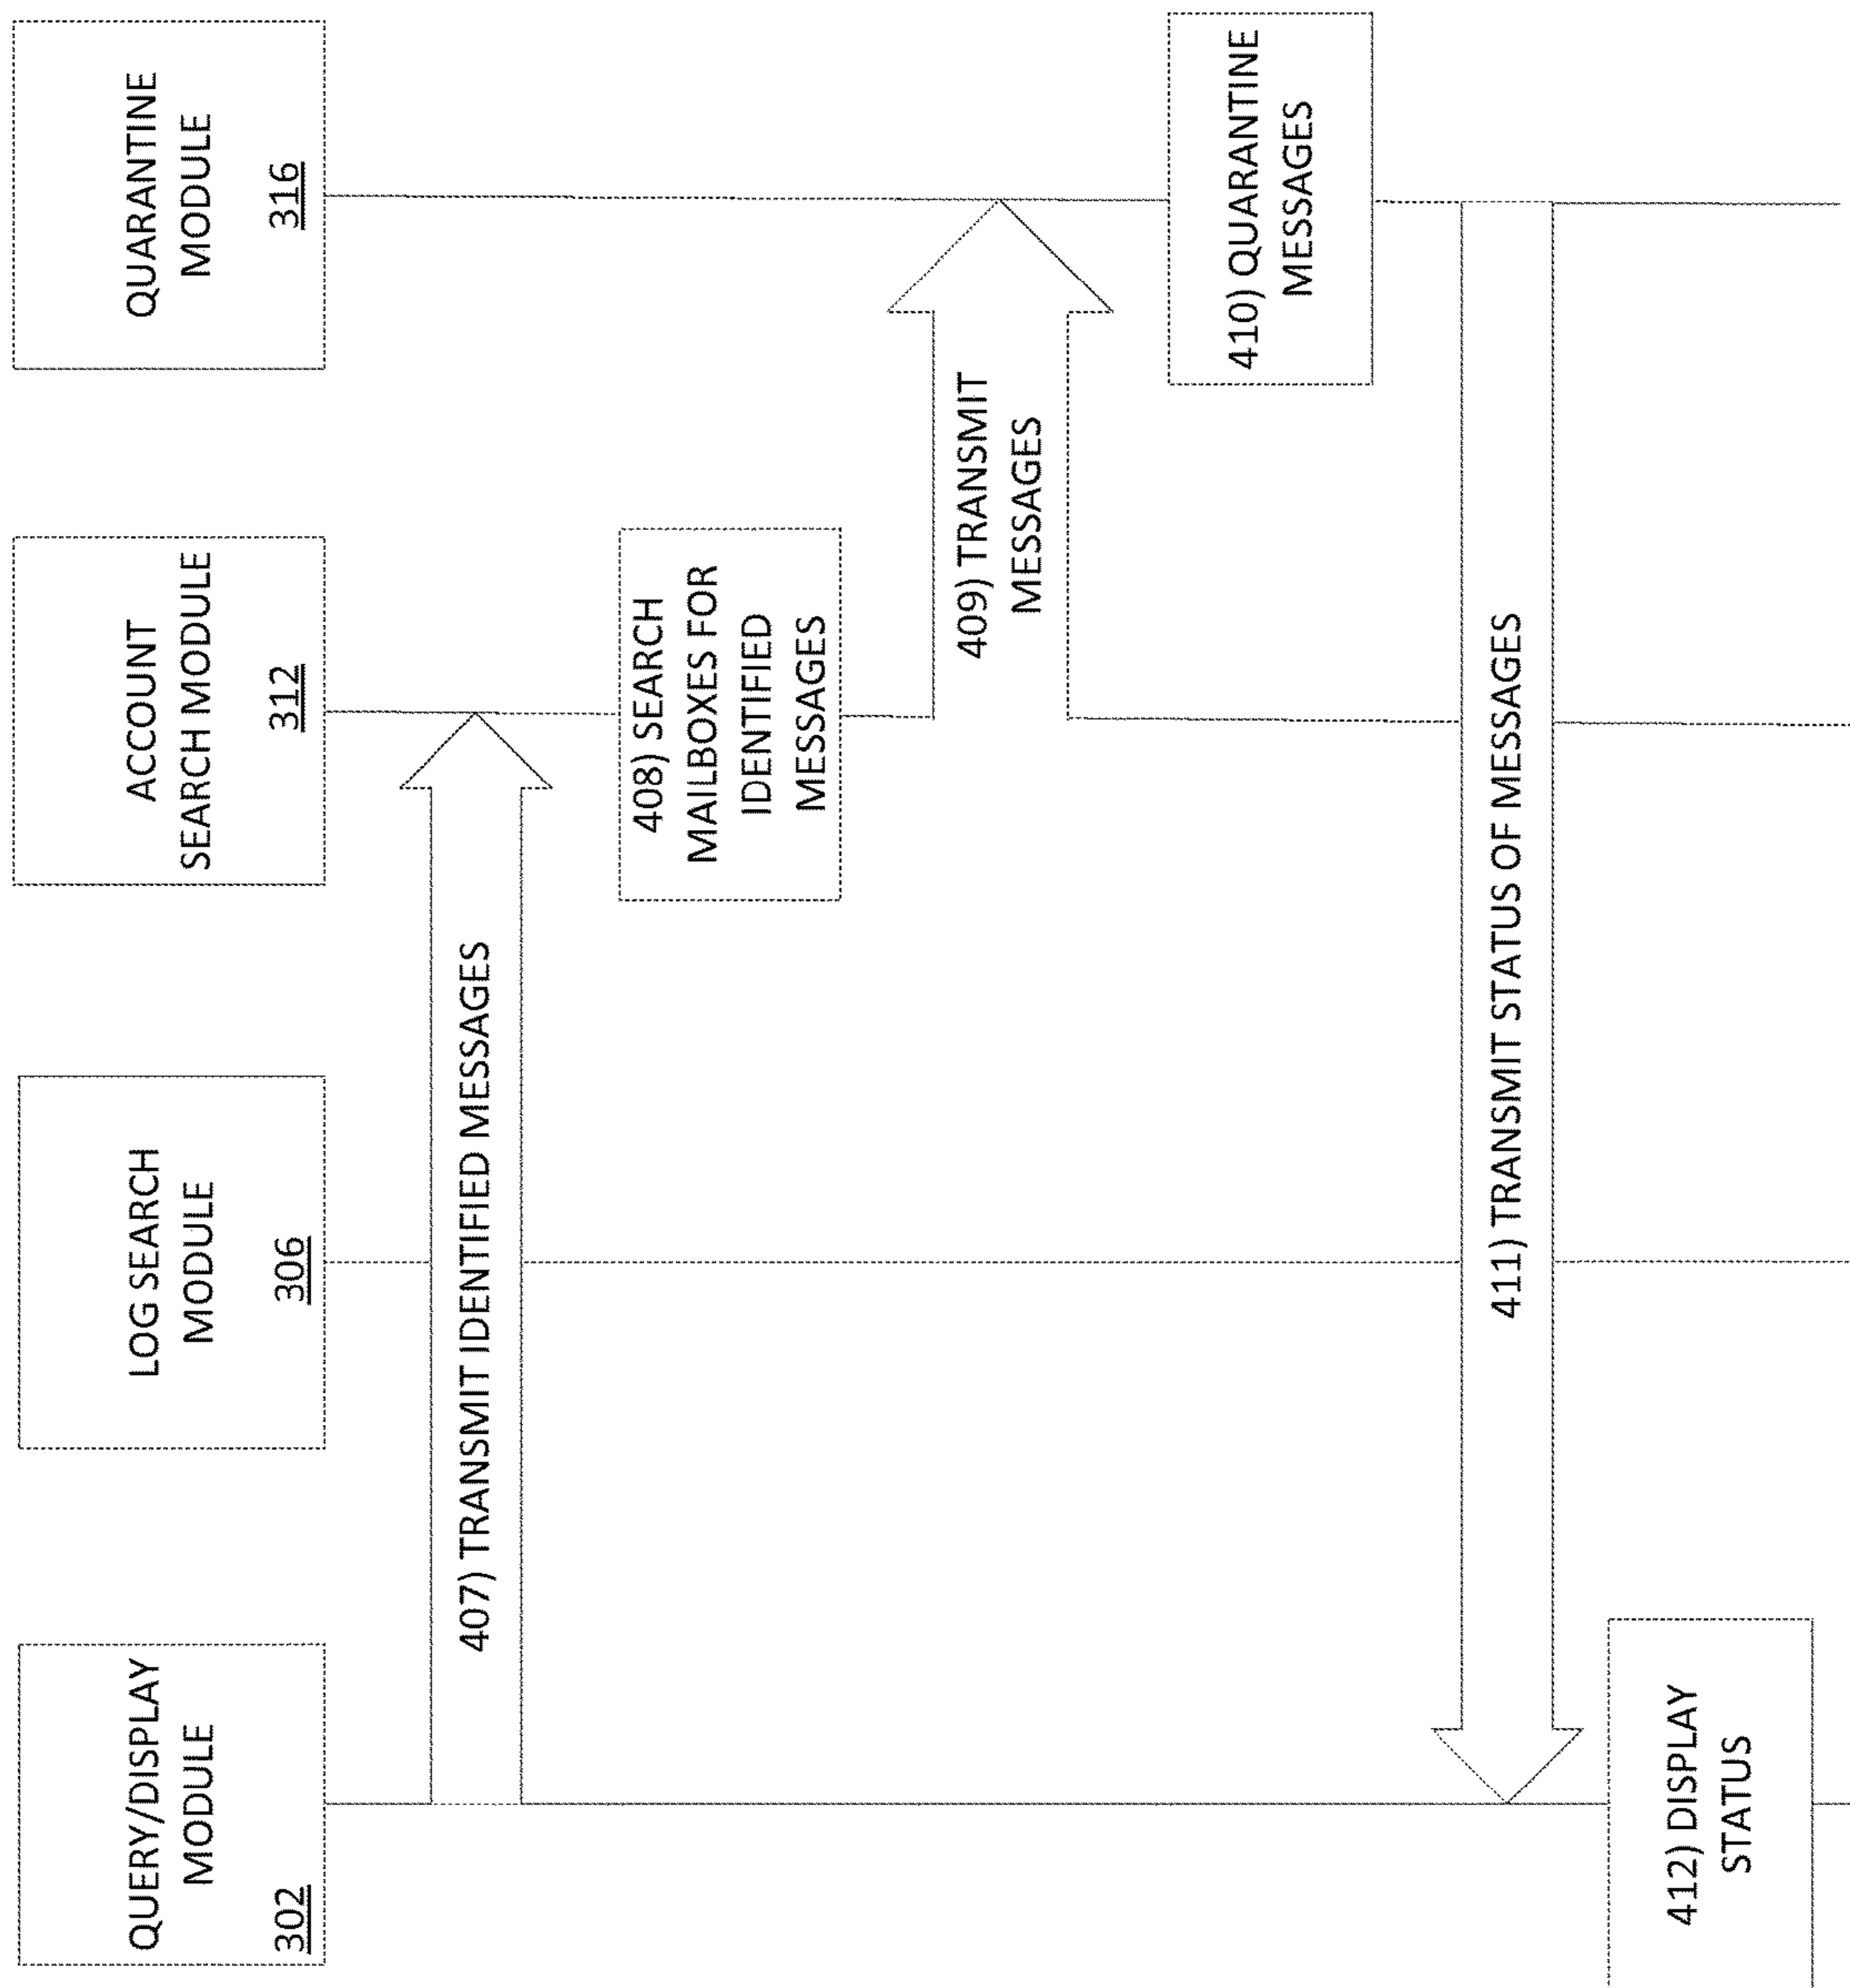 QUERY/DISPLAY
MODULE
302
LOG SEARCH
MODULE
306
ACCOUNT
SEARCH MODULE
312
QUARANTINE
MODULE
316
407) TRANSMIT IDENTIFIED MESSAGES
408) SEARCH
MAILBOXES FOR
IDENTIFIED
MESSAGES
409) TRANSMIT
MESSAGES
410) QUARANTINE
MESSAGES
411) TRANSMIT STATUS OF MESSAGES
412) DISPLAY
STATUS